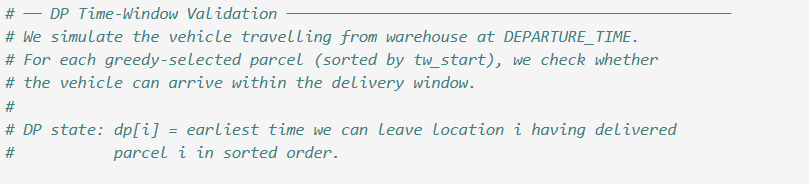 # ── DP Time-Window Validation ─────────────────────────────────────────────────
# We simulate the vehicle travelling from warehouse at DEPARTURE_TIME.
# For each greedy-selected parcel (sorted by tw_start), we check whether
# the vehicle can arrive within the delivery window.
#
# DP state: dp[i] = earliest time we can leave location i having delivered
#           parcel i in sorted order.